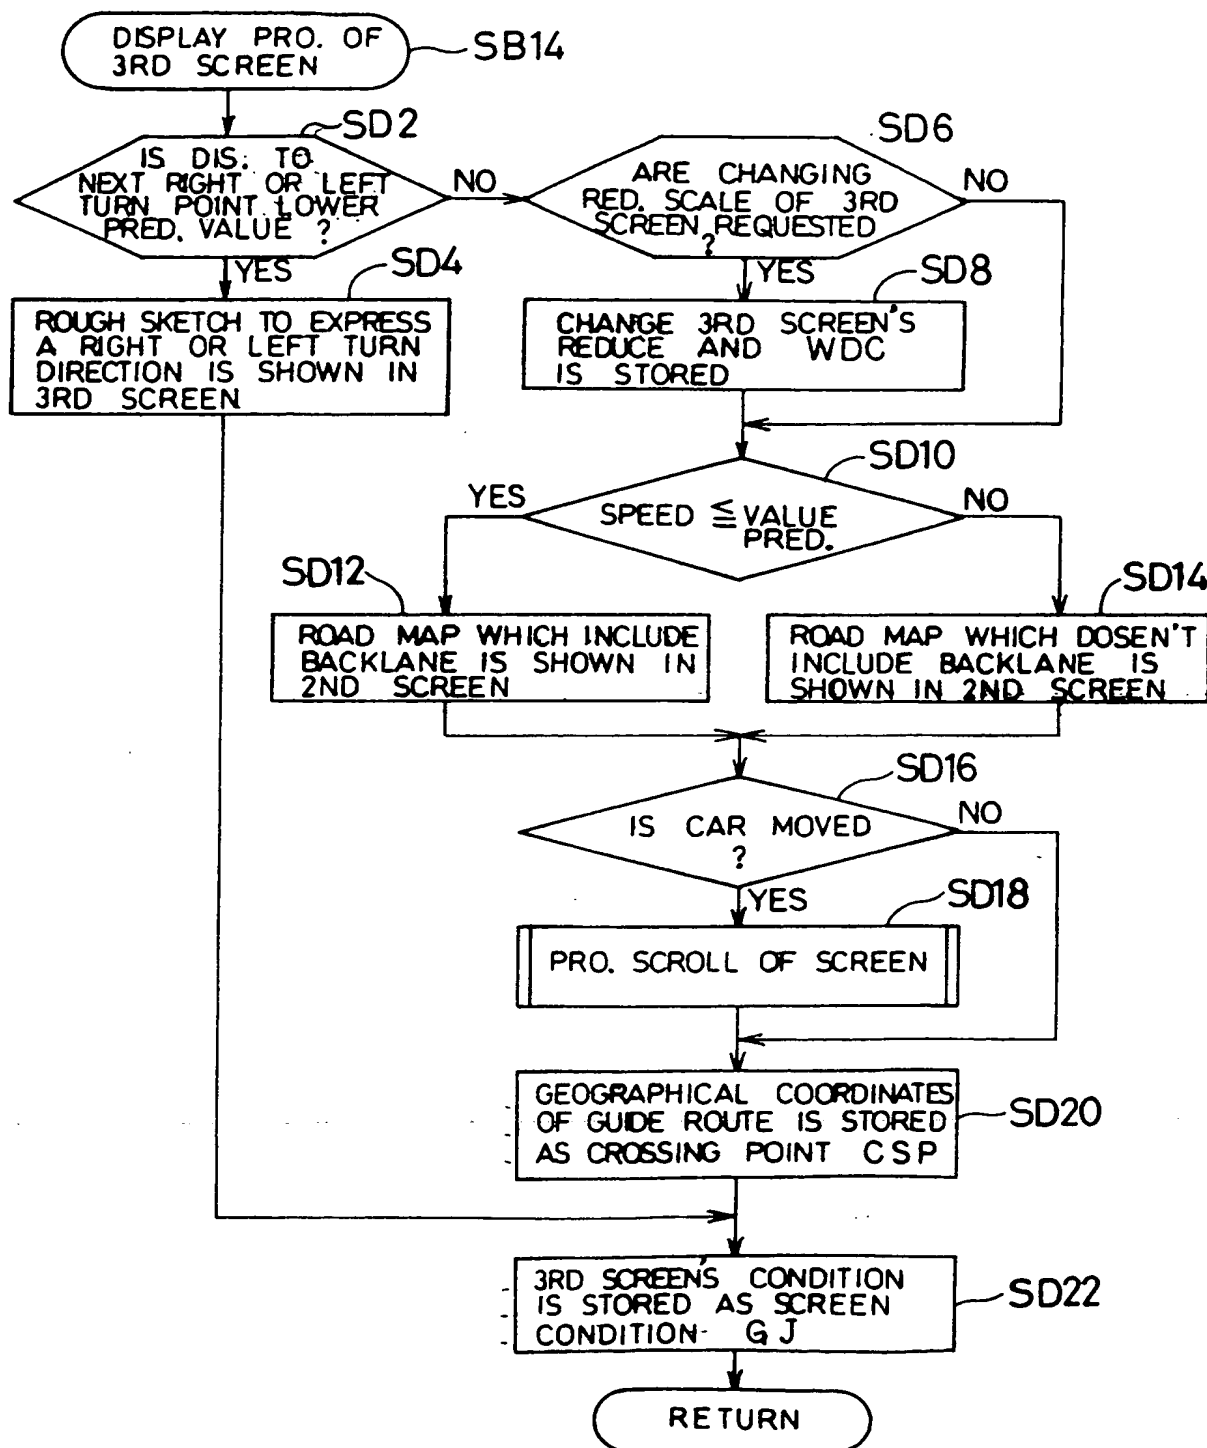 DISPLAY PRO. OF
3RD SCREEN
SB14
SD2
IS DIS. TO
NEXT RIGHT OR LEFT
TURN POINT LOWER
PRED. VALUE ?
NO
YES
SD4
ROUGH SKETCH TO EXPRESS
A RIGHT OR LEFT TURN
DIRECTION IS SHOWN IN
3RD SCREEN
SD6
ARE CHANGING
RED. SCALE OF 3RD
SCREEN REQUESTED
?
NO
YES
SD8
CHANGE 3RD SCREEN'S
REDUCE AND WDC
IS STORED
SD10
SPEED ≦ VALUE
PRED.
YES
NO
SD12
ROAD MAP WHICH INCLUDE
BACKLANE IS SHOWN IN
2ND SCREEN
SD14
ROAD MAP WHICH DOSEN'T
INCLUDE BACKLANE IS
SHOWN IN 2ND SCREEN
SD16
IS CAR MOVED
?
NO
YES
SD18
PRO. SCROLL OF SCREEN
GEOGRAPHICAL COORDINATES
OF GUIDE ROUTE IS STORED
AS CROSSING POINT CSP
SD20
3RD SCREEN'S CONDITION
IS STORED AS SCREEN
CONDITION GJ
SD22
RETURN